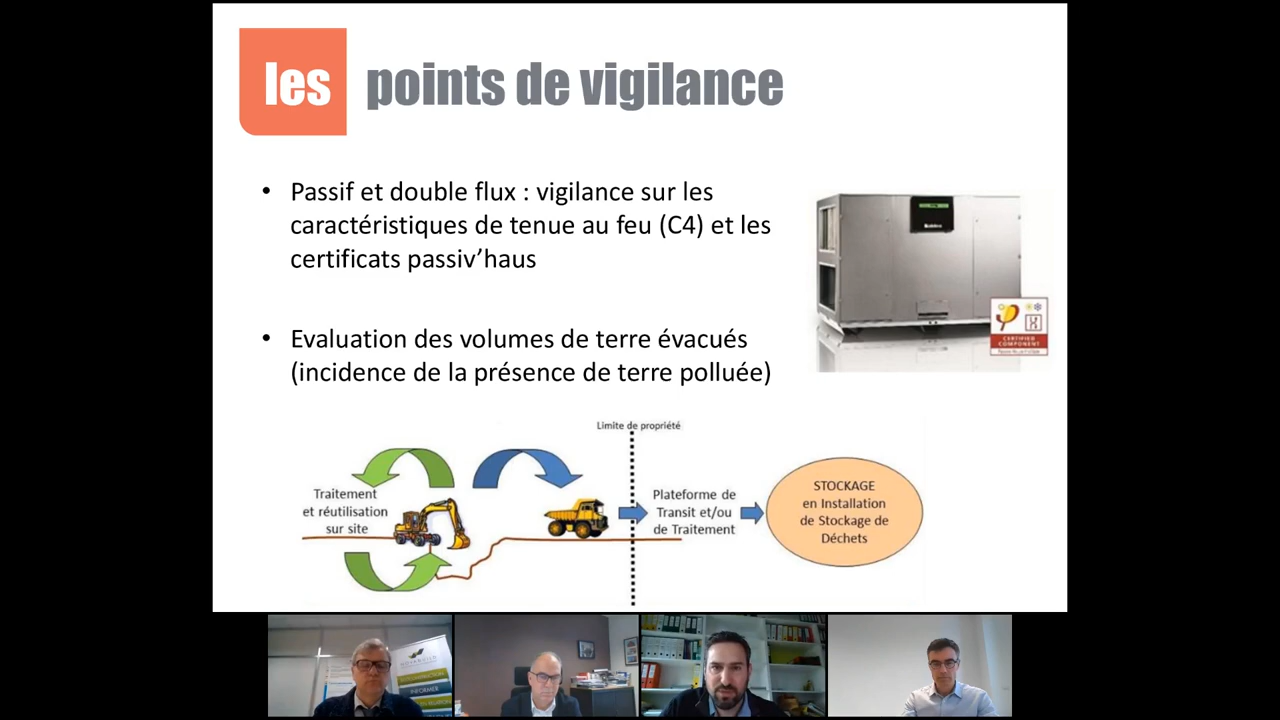 les points de vigilance
• Passif et double flux : vigilance sur les
caractéristiques de tenue au feu (C4) et les
certificats passiv’haus
• Evaluation des volumes de terre évacués
(incidence de la présence de terre polluée)
CERTIFIED
COMPONENT
Limite de propriété
Traitement
et réutilisation
sur site
Plateforme de
Transit et/ou
de Traitement
STOCKAGE
en Installation
de Stockage de
Déchets
INFORMER